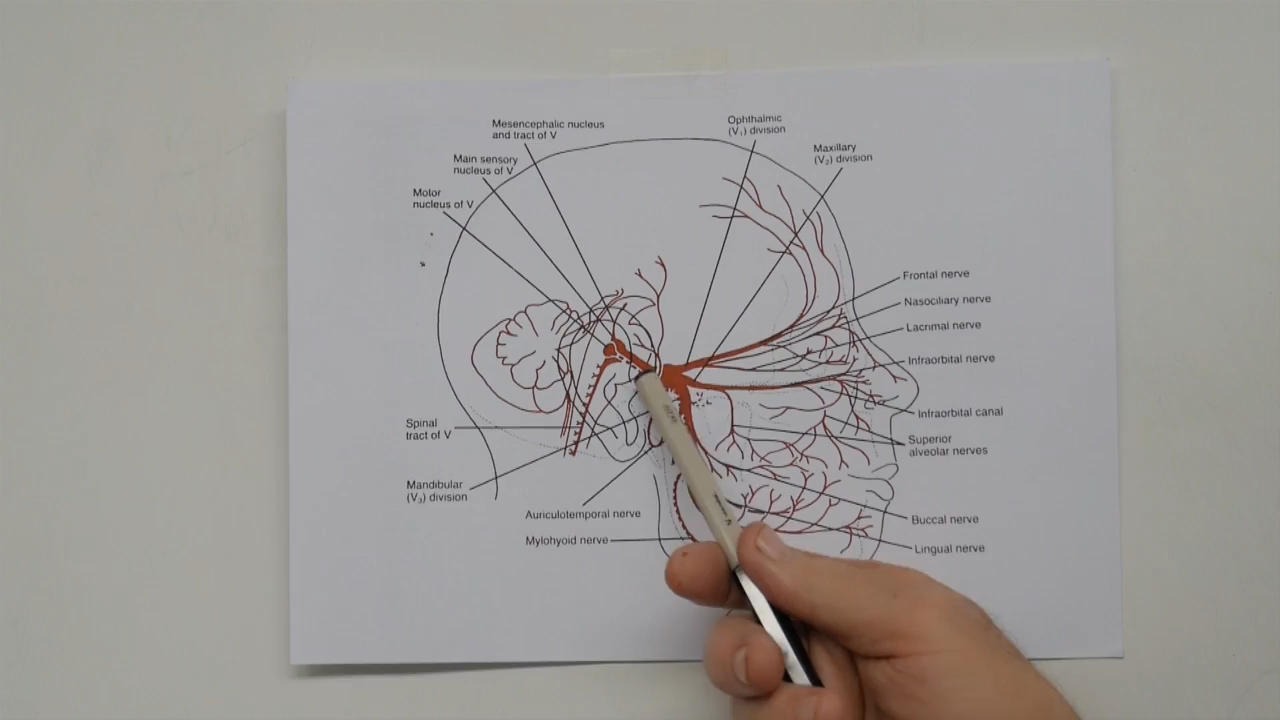 Mesencephalic nucleus
and tract of V
Main sensory
nucleus of V
Motor
nucleus of V
Ophthalmic
(V₁) division
Maxillary
(V₂) division
Frontal nerve
Nasociliary nerve
Lacrimal nerve
Infraorbital nerve
Infraorbital canal
Superior
alveolar nerves
Buccal nerve
Lingual nerve
Spinal
tract of V
Mandibular
(V₃) division
Auriculotemporal nerve
Mylohyoid nerve